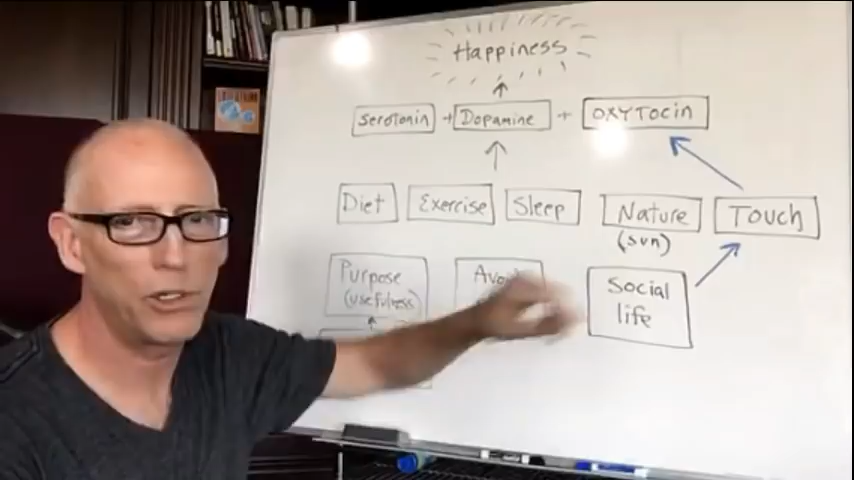 Happiness
Serotonin + Dopamine + OXYTocin
Diet Exercise Sleep Nature Touch
(sun)
Purpose
(usefulness)
Social
life